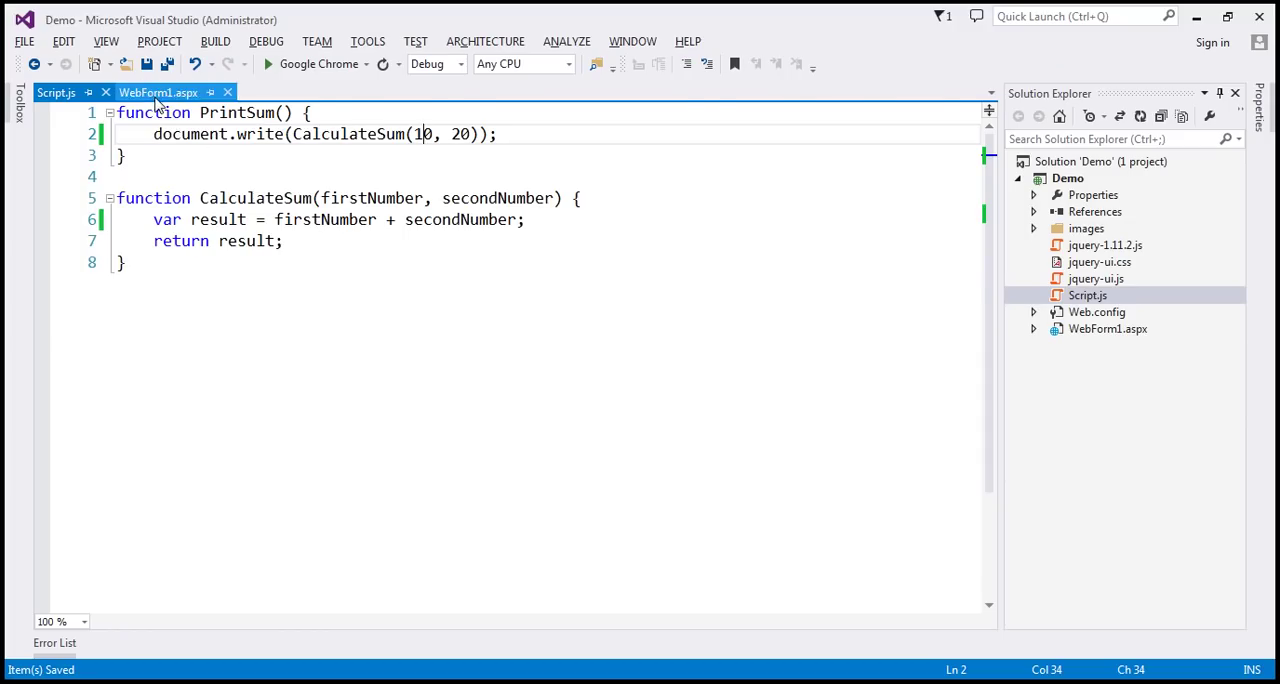 Demo - Microsoft Visual Studio (Administrator)
1
Quick Launch (Ctrl+Q)
FILE EDIT VIEW PROJECT BUILD DEBUG TEAM TOOLS TEST ARCHITECTURE ANALYZE WINDOW HELP
Sign in
Google Chrome Debug Any CPU
Toolbox
Script.js WebForm1.aspx
1 function PrintSum() {
2 document.write(CalculateSum(10, 20));
3 }
4
5 function CalculateSum(firstNumber, secondNumber) {
6 var result = firstNumber + secondNumber;
7 return result;
8 }
100 %
Error List
Solution Explorer
Search Solution Explorer (Ctrl+;)
Solution 'Demo' (1 project)
Demo
Properties
References
images
jquery-1.11.2.js
jquery-ui.css
jquery-ui.js
Script.js
Web.config
WebForm1.aspx
Properties
Item(s) Saved Ln 2 Col 34 Ch 34 INS